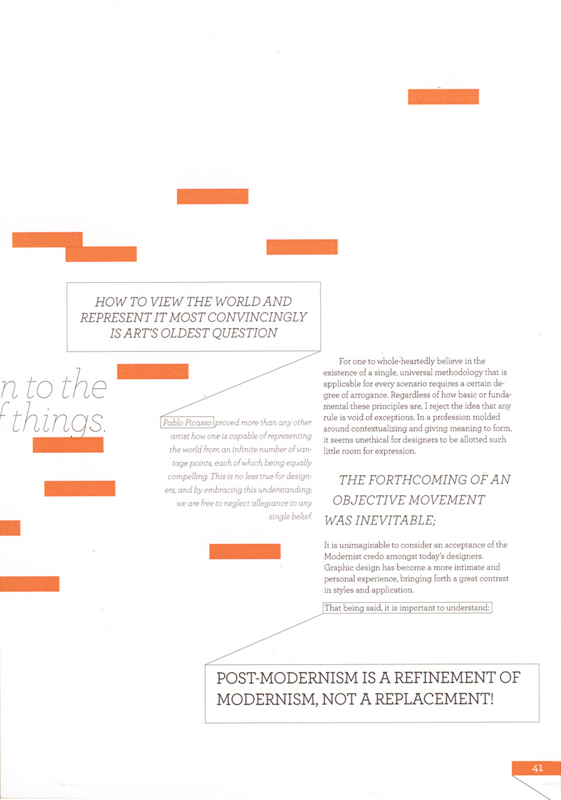 HOW TO VIEW THE WORLD AND
REPRESENT IT MOST CONVINCINGLY
IS ART'S OLDEST QUESTION
n to the
f things.
Pablo Picasso proved more than any other
artist how one is capable of representing
the world from an infinite number of van-
tage points, each of which being equally
compelling. This is no less true for design-
ers, and by embracing this understanding;
we are free to neglect allegiance to any
single belief.
For one to whole-heartedly believe in the
existence of a single, universal methodology that is
applicable for every scenario requires a certain de-
gree of arrogance. Regardless of how basic or funda-
mental these principles are, I reject the idea that any
rule is void of exceptions. In a profession molded
around contextualizing and giving meaning to form,
it seems unethical for designers to be allotted such
little room for expression.
THE FORTHCOMING OF AN
OBJECTIVE MOVEMENT
WAS INEVITABLE;
It is unimaginable to consider an acceptance of the
Modernist credo amongst today's designers.
Graphic design has become a more intimate and
personal experience, bringing forth a great contrast
in styles and application.
That being said, it is important to understand:
POST-MODERNISM IS A REFINEMENT OF
MODERNISM, NOT A REPLACEMENT!
41